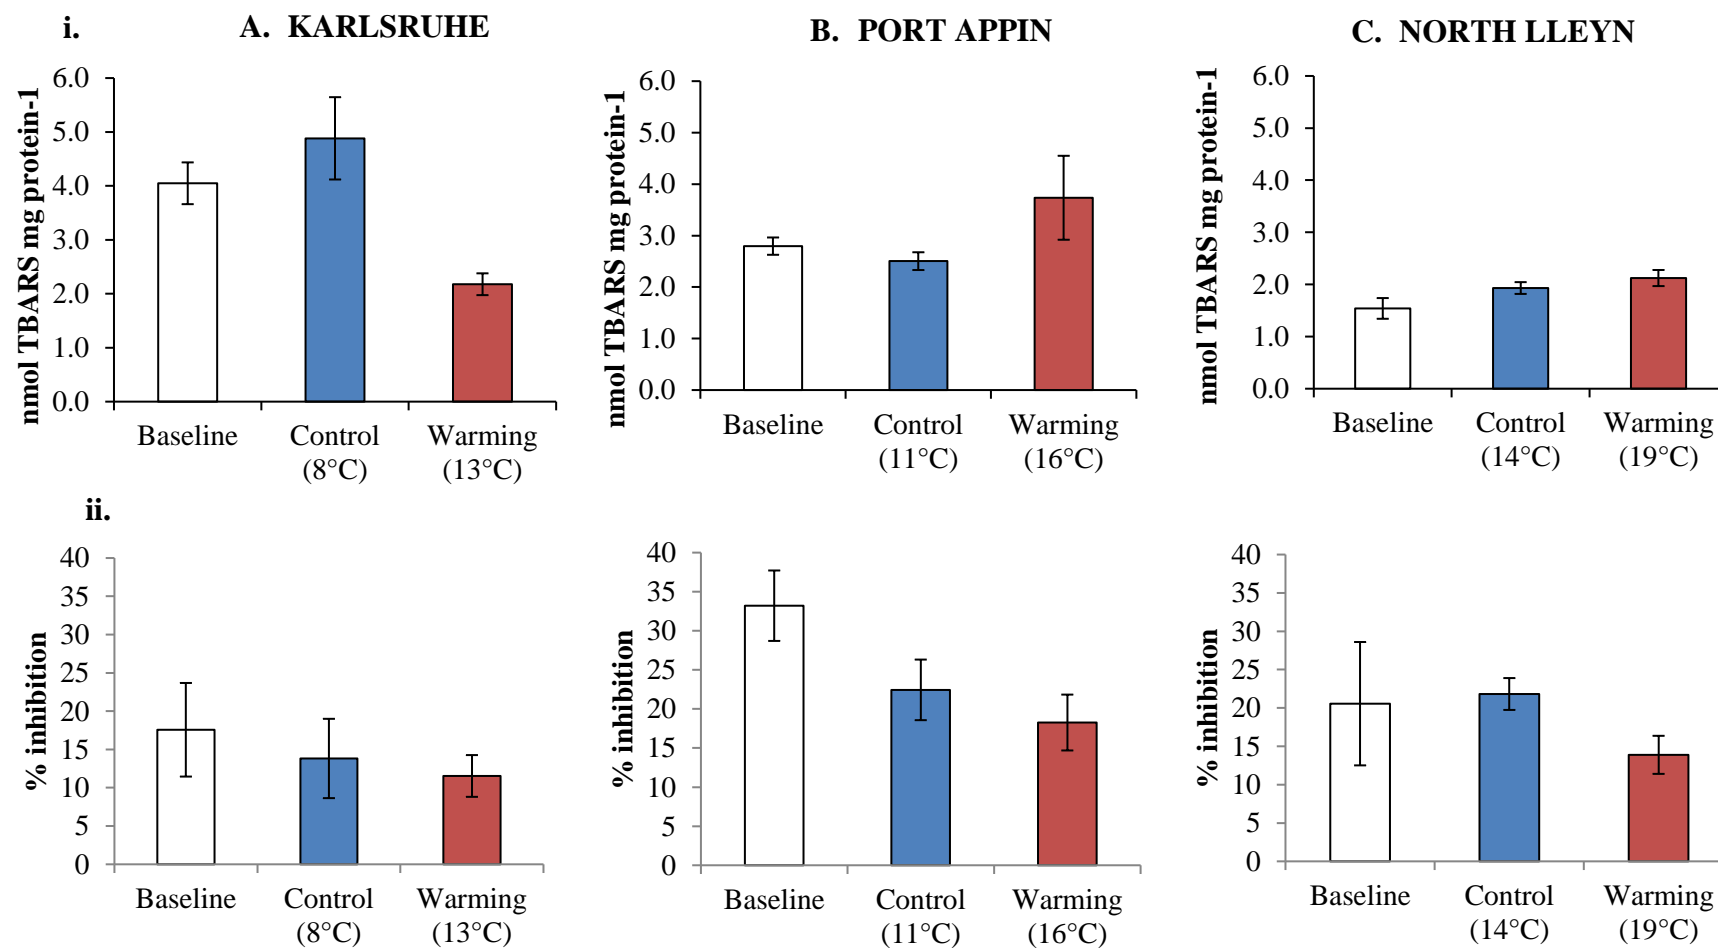 i.
A. KARLSRUHE
B. PORT APPIN
C. NORTH LLEYN
nmol TBARS mg protein-1
6.0
5.0
4.0
3.0
2.0
1.0
0.0
Baseline
Control
(8°C)
Warming
(13°C)
nmol TBARS mg protein-1
6.0
5.0
4.0
3.0
2.0
1.0
0.0
Baseline
Control
(11°C)
Warming
(16°C)
nmol TBARS mg protein-1
6.0
5.0
4.0
3.0
2.0
1.0
0.0
Baseline
Control
(14°C)
Warming
(19°C)
ii.
% inhibition
40
35
30
25
20
15
10
5
0
Baseline
Control
(8°C)
Warming
(13°C)
% inhibition
40
35
30
25
20
15
10
5
0
Baseline
Control
(11°C)
Warming
(16°C)
% inhibition
40
35
30
25
20
15
10
5
0
Baseline
Control
(14°C)
Warming
(19°C)